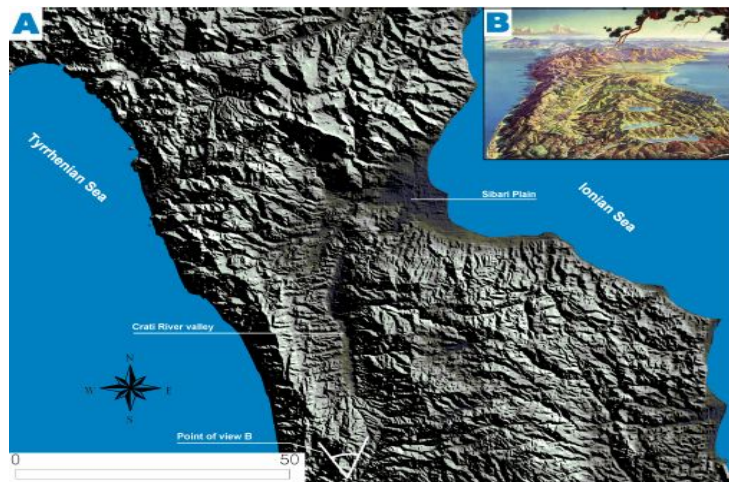 A
B
Tyrrhenian Sea
Ionian Sea
Sibari Plain
Crati River valley
N
W E
S
Point of view B
0 50